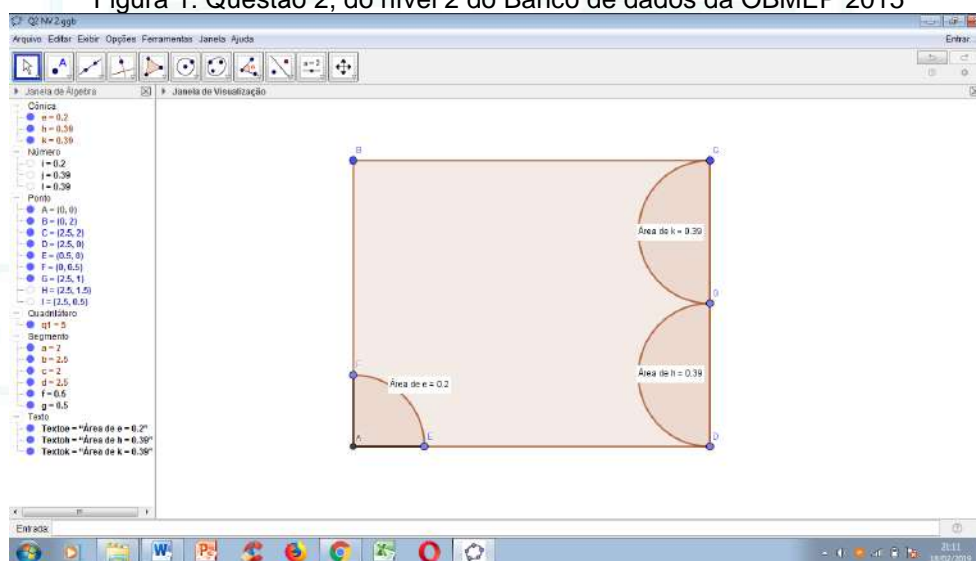 Figura 1: Questão 2, do nível 2 do Banco de dados da OBMEP 2015
Q2 NV 2.ggb
Arquivo Editar Exibir Opções Ferramentas Janela Ajuda
Entrar...
Janela de Álgebra
Janela de Visualização
Cônica
e = 0.2
h = 0.39
k = 0.39
Número
i = 0.2
j = 0.39
l = 0.39
Ponto
A = (0, 0)
B = (0, 2)
C = (2.5, 2)
D = (2.5, 0)
E = (0.5, 0)
F = (0, 0.5)
G = (2.5, 1)
H = (2.5, 1.5)
I = (2.5, 0.5)
Quadrilátero
q1 = 5
Segmento
a = 2
b = 2.5
c = 2
d = 2.5
f = 0.5
g = 0.5
Texto
Textoe = "Área de e = 0.2"
Textoh = "Área de h = 0.39"
Textok = "Área de k = 0.39"
B
C
Área de k = 0.39
G
F
Área de e = 0.2
Área de h = 0.39
A
E
D
Entrada:
21:11
18/02/2019